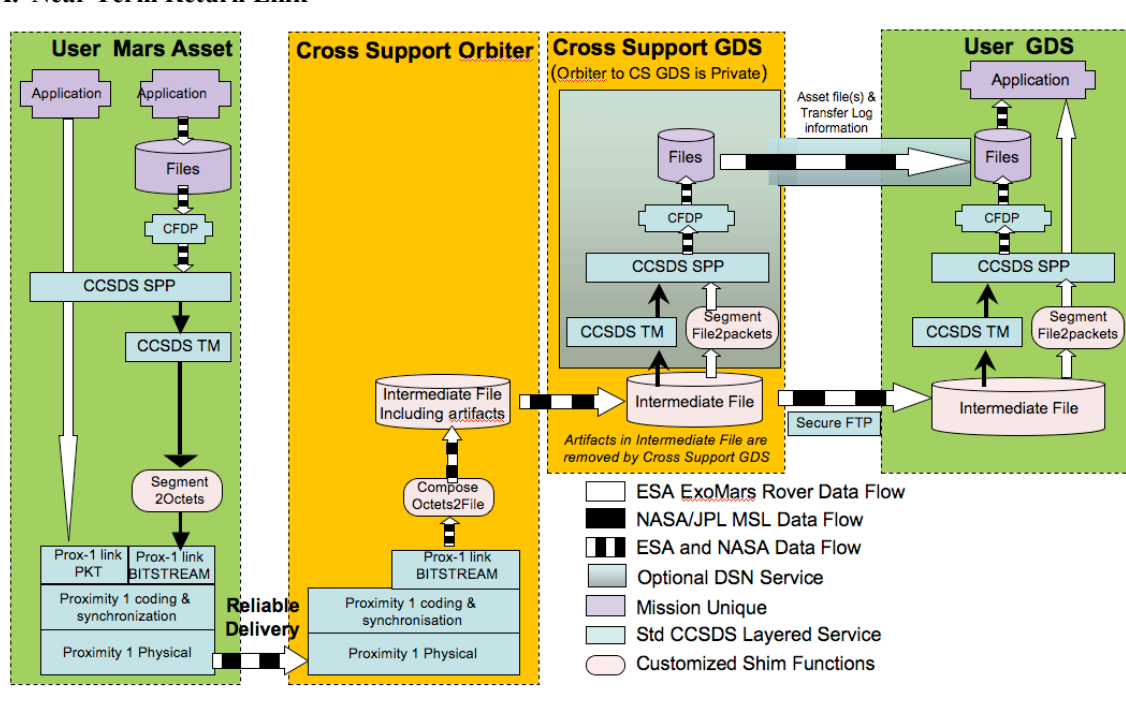 User Mars Asset
Application
Application
Files
CFDP
CCSDS SPP
CCSDS TM
Segment
2Octets
Prox-1 link
PKT
Prox-1 link
BITSTREAM
Proximity 1 coding &
synchronization
Proximity 1 Physical
Reliable
Delivery
Cross Support Orbiter
Intermediate File
Including artifacts
Compose
Octets2File
Prox-1 link
BITSTREAM
Proximity 1 coding &
synchronisation
Proximity 1 Physical
Cross Support GDS
(Orbiter to CS GDS is Private)
Files
CFDP
CCSDS SPP
CCSDS TM
Segment
File2packets
Intermediate File
Artifacts in Intermediate File are
removed by Cross Support GDS
Asset file(s) &
Transfer Log
information
Secure FTP
User GDS
Application
Files
CFDP
CCSDS SPP
CCSDS TM
Segment
File2packets
Intermediate File
ESA ExoMars Rover Data Flow
NASA/JPL MSL Data Flow
ESA and NASA Data Flow
Optional DSN Service
Mission Unique
Std CCSDS Layered Service
Customized Shim Functions